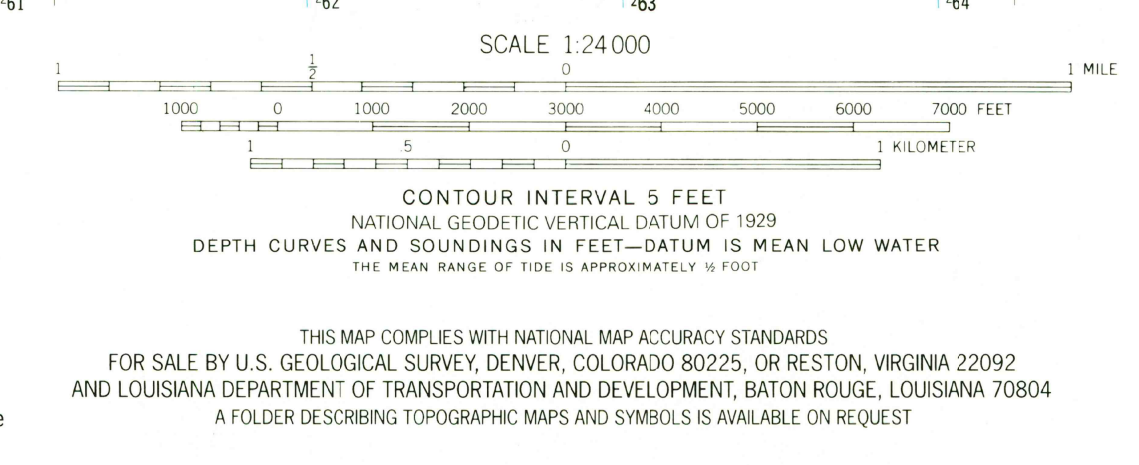 ²61 ²62 ²63 ²64
SCALE 1:24 000
1 ½ 0 1 MILE
1000 0 1000 2000 3000 4000 5000 6000 7000 FEET
1 .5 0 1 KILOMETER
CONTOUR INTERVAL 5 FEET
NATIONAL GEODETIC VERTICAL DATUM OF 1929
DEPTH CURVES AND SOUNDINGS IN FEET—DATUM IS MEAN LOW WATER
THE MEAN RANGE OF TIDE IS APPROXIMATELY ½ FOOT
THIS MAP COMPLIES WITH NATIONAL MAP ACCURACY STANDARDS
FOR SALE BY U.S. GEOLOGICAL SURVEY, DENVER, COLORADO 80225, OR RESTON, VIRGINIA 22092
AND LOUISIANA DEPARTMENT OF TRANSPORTATION AND DEVELOPMENT, BATON ROUGE, LOUISIANA 70804
A FOLDER DESCRIBING TOPOGRAPHIC MAPS AND SYMBOLS IS AVAILABLE ON REQUEST